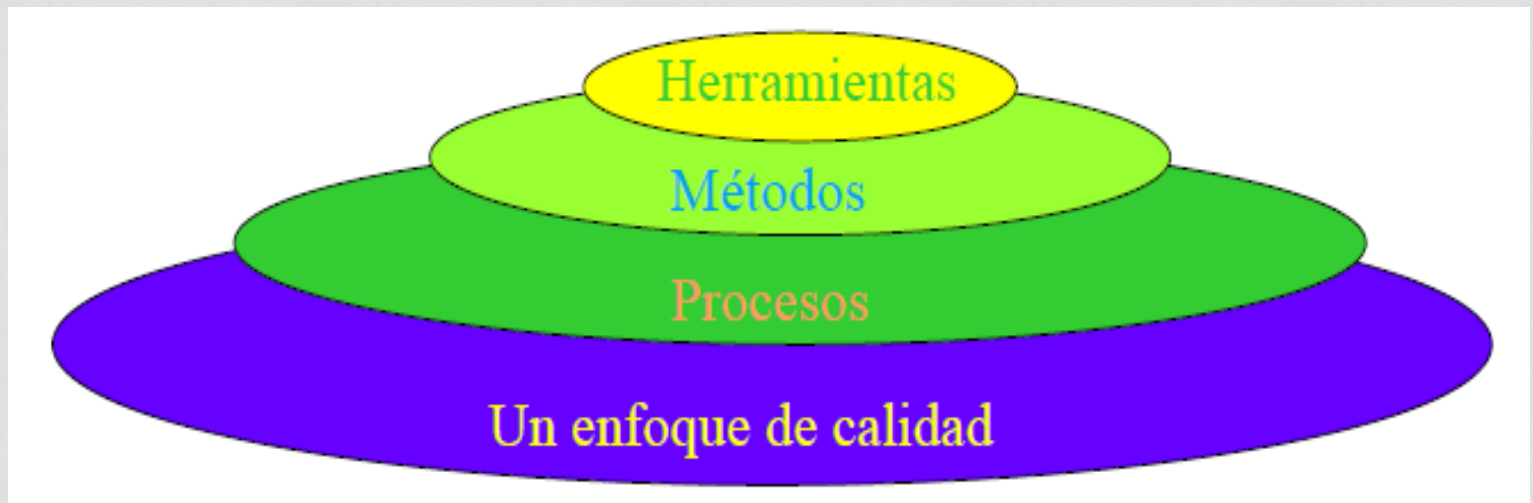 Herramientas
Métodos
Procesos
Un enfoque de calidad